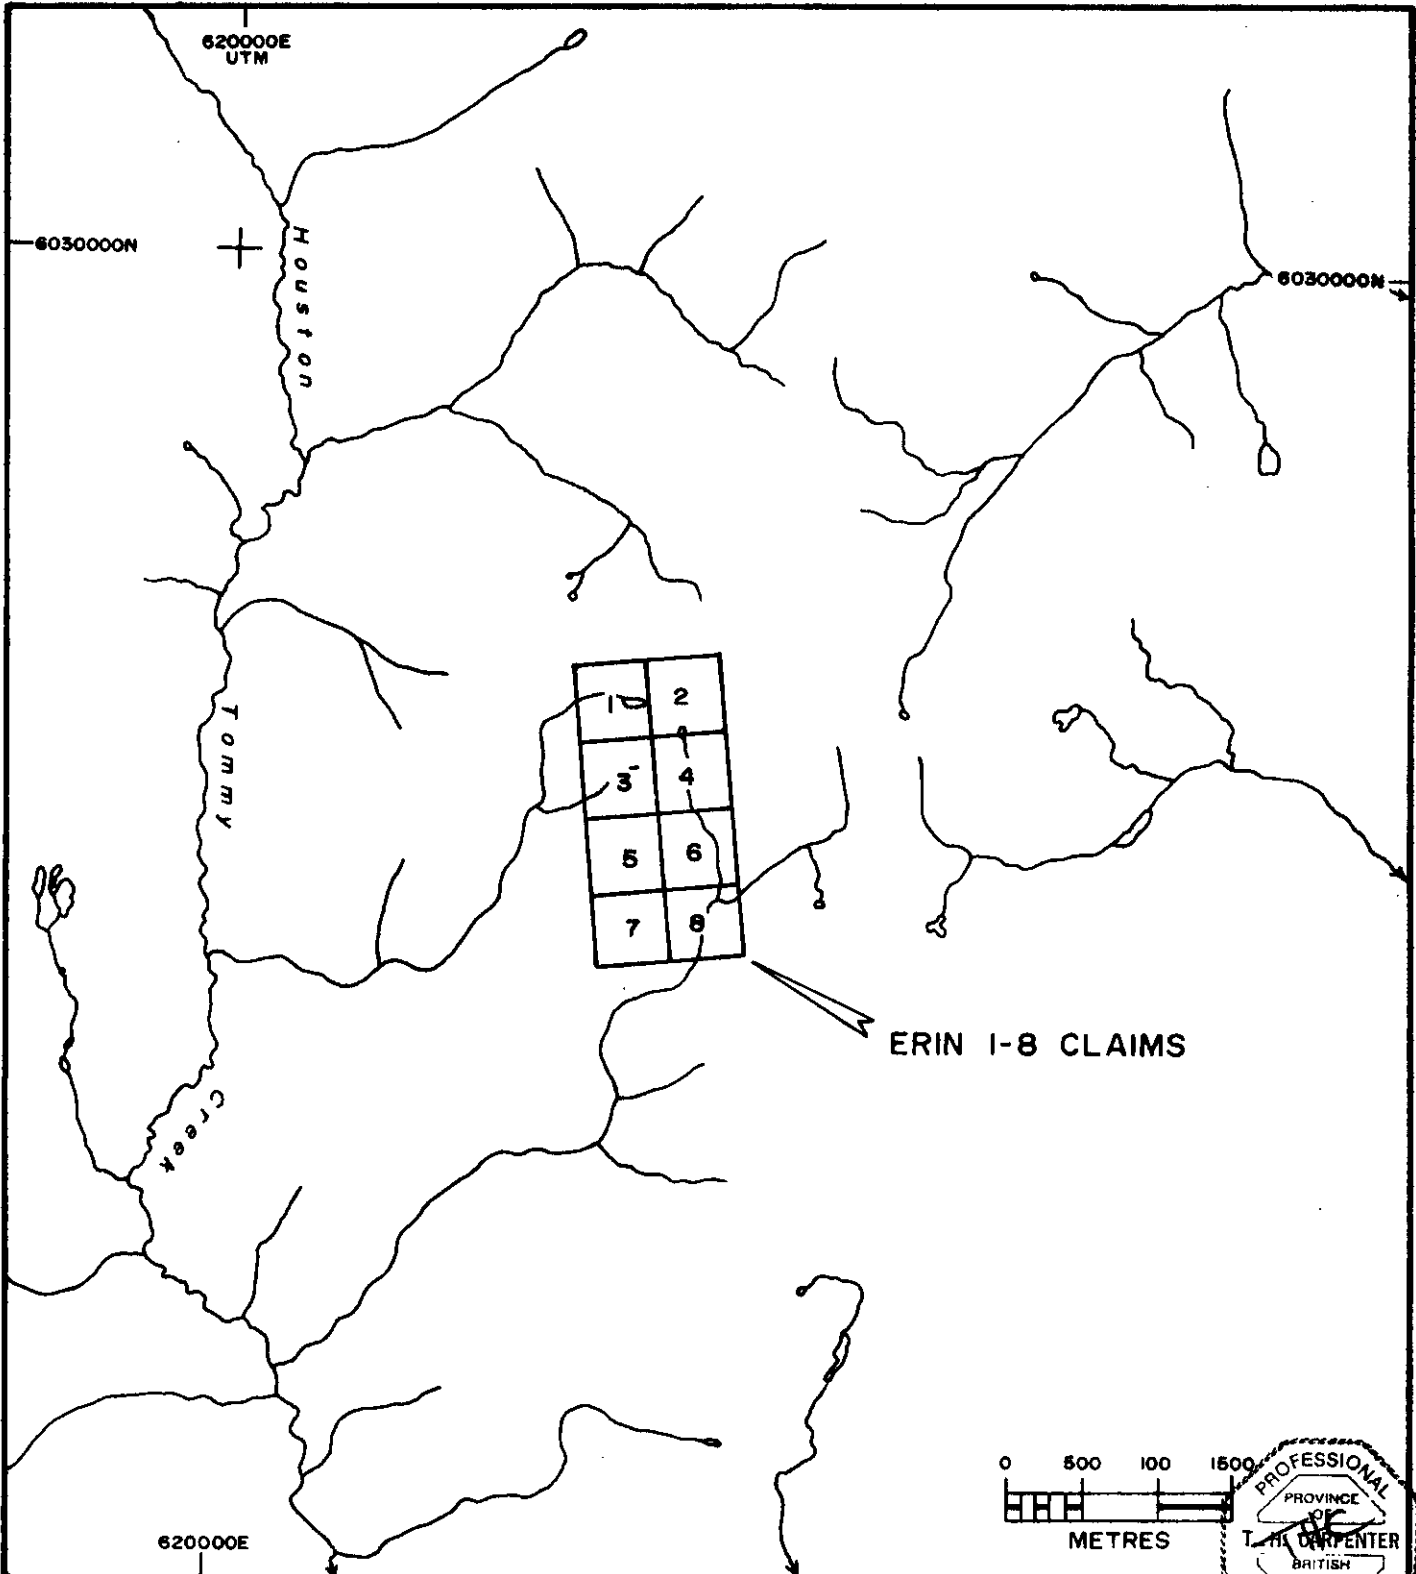 620000E
UTM
6030000N
6030000N
Houston
Tommy
Creek
1 2
3 4
5 6
7 8
ERIN 1-8 CLAIMS
0 500 100 1500
METRES
620000E
PROFESSIONAL
PROVINCE
OF
T. H. CARPENTER
BRITISH